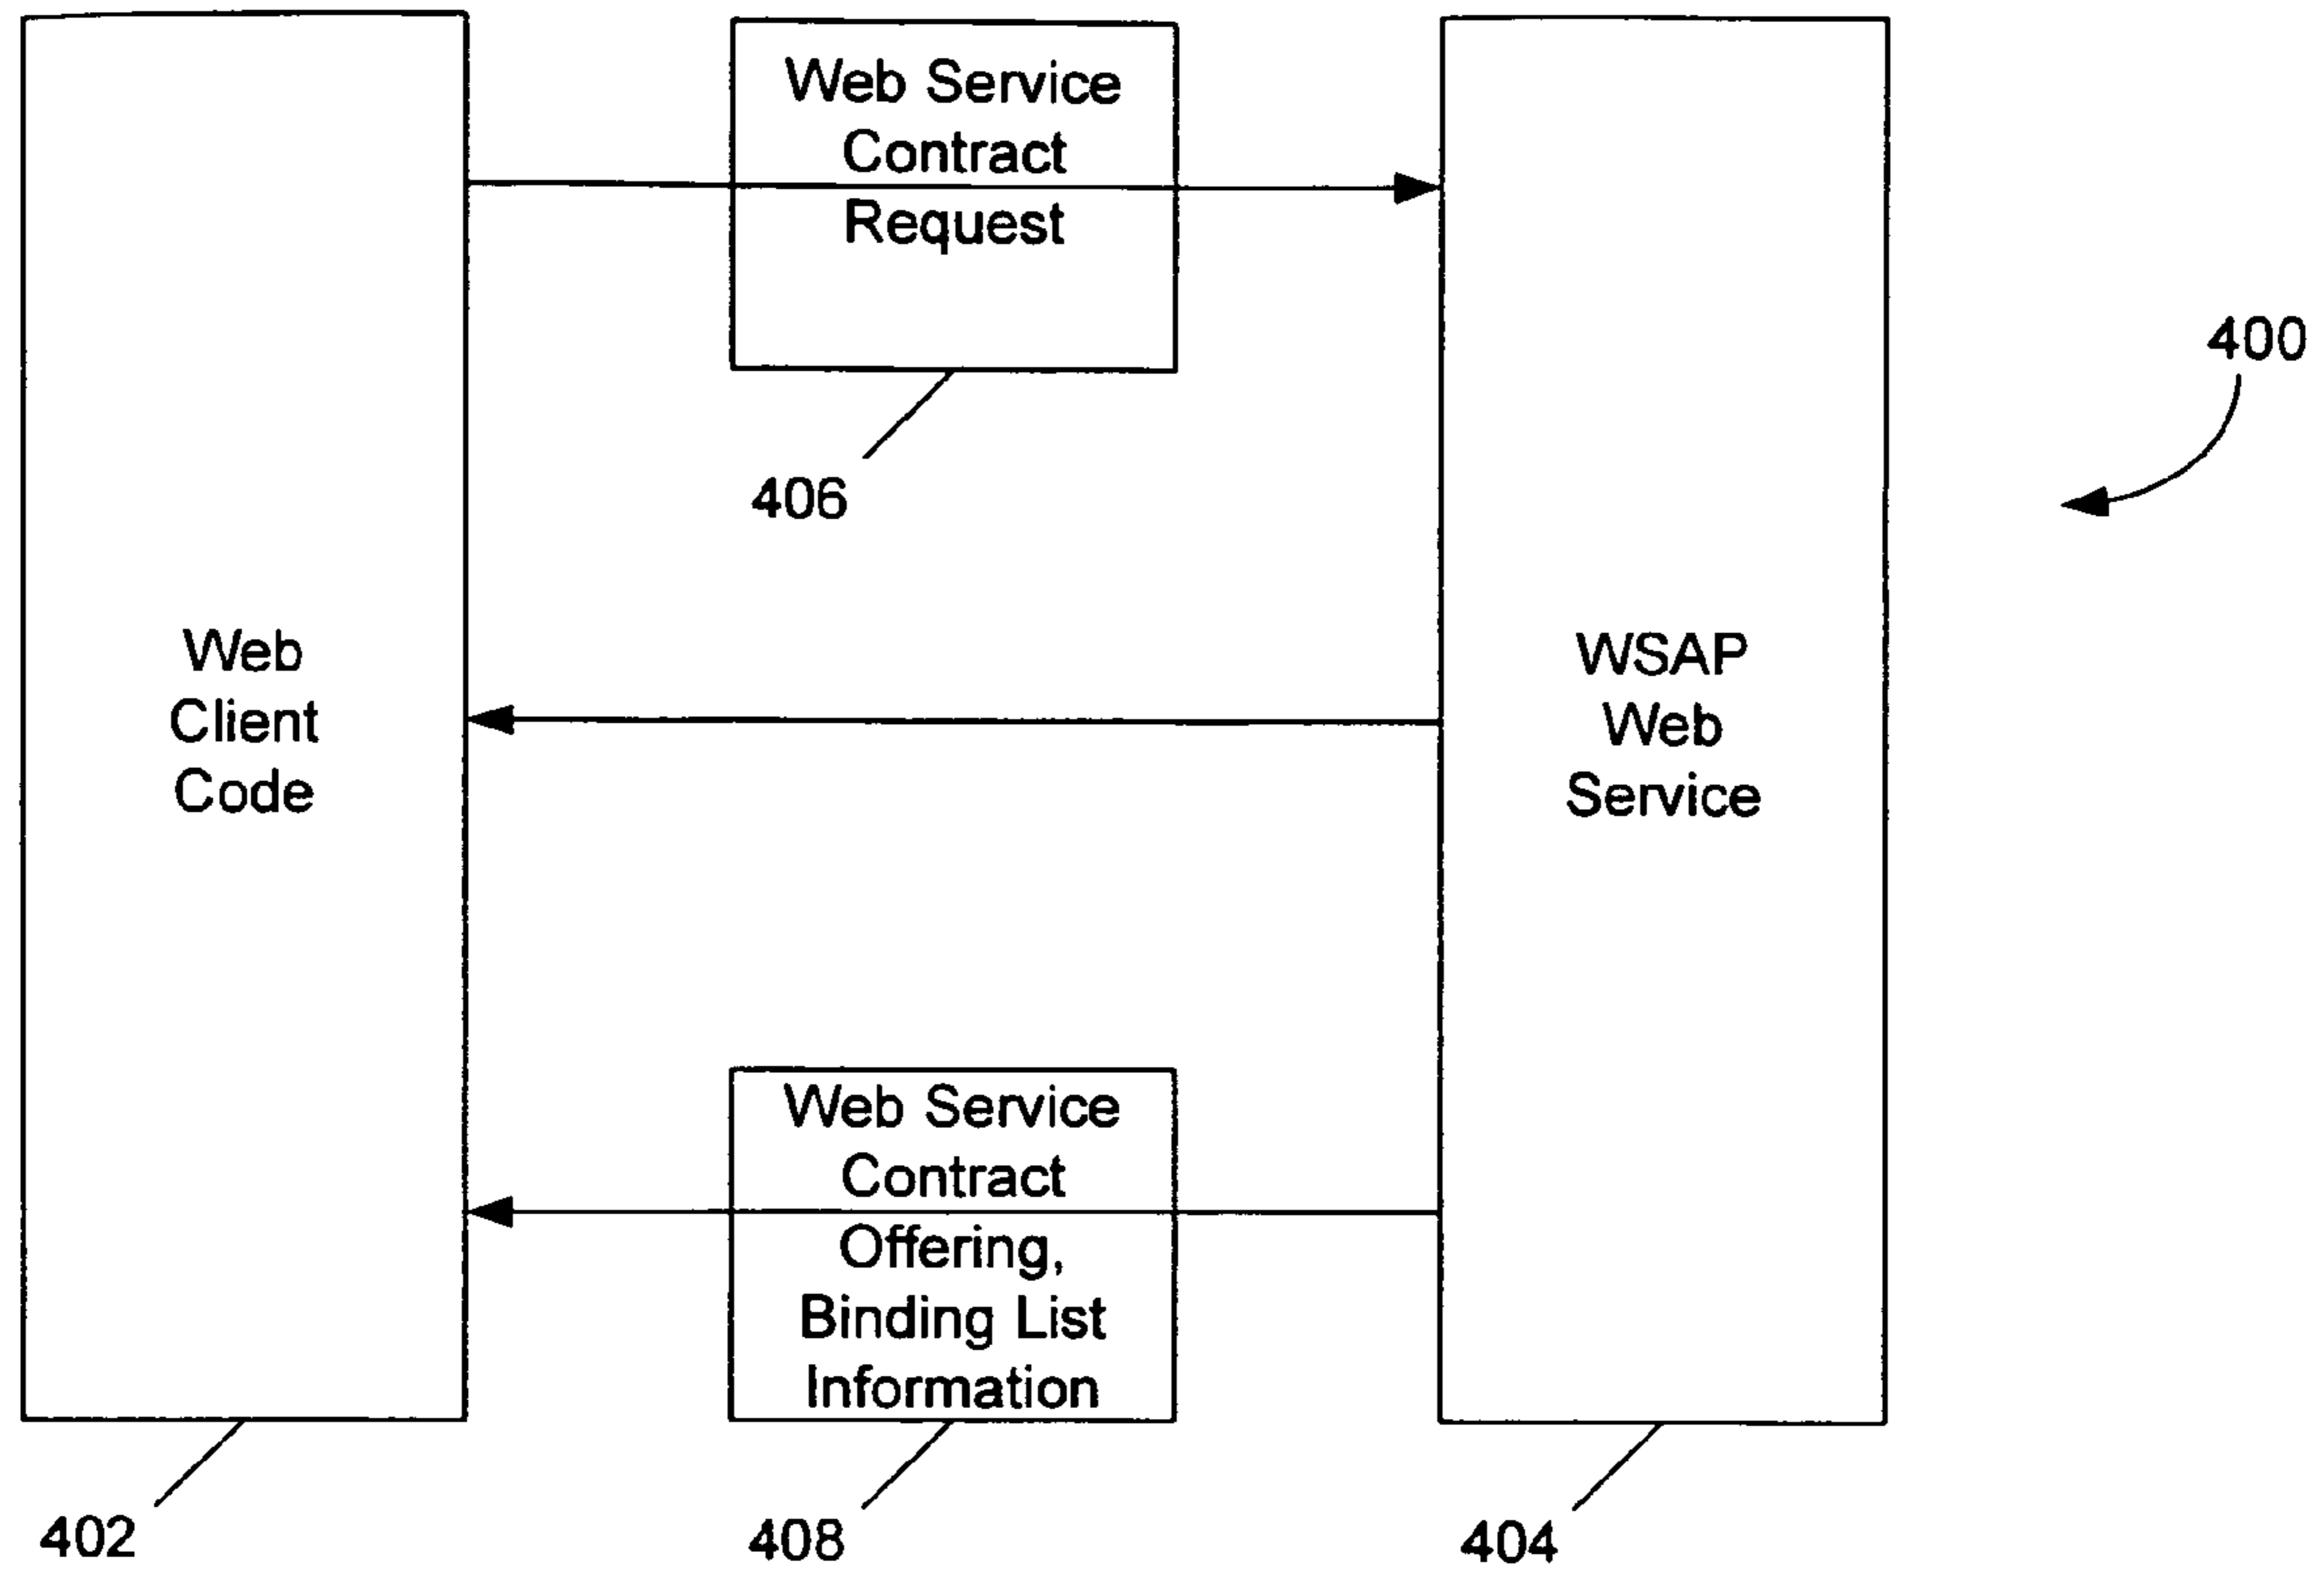 Web Service
Contract
Request
400
406
Web
Client
Code
WSAP
Web
Service
Web Service
Contract
Offering,
Binding List
Information
402
408
404